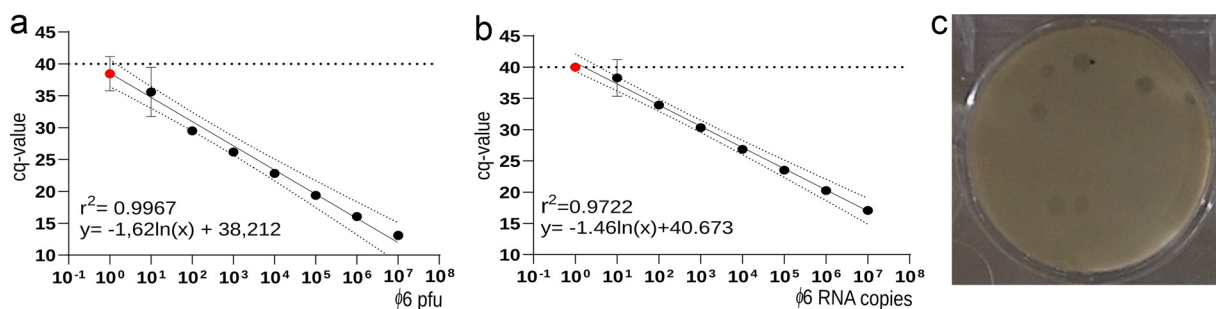 a
45
40
35
30
25
20
15
10
cq-value
r²= 0.9967
y= -1,62ln(x) + 38,212
10⁻¹ 10⁰ 10¹ 10² 10³ 10⁴ 10⁵ 10⁶ 10⁷ 10⁸
ϕ6 pfu
b
45
40
35
30
25
20
15
10
cq-value
r²=0.9722
y= -1.46ln(x)+40.673
10⁻¹ 10⁰ 10¹ 10² 10³ 10⁴ 10⁵ 10⁶ 10⁷ 10⁸
ϕ6 RNA copies
c